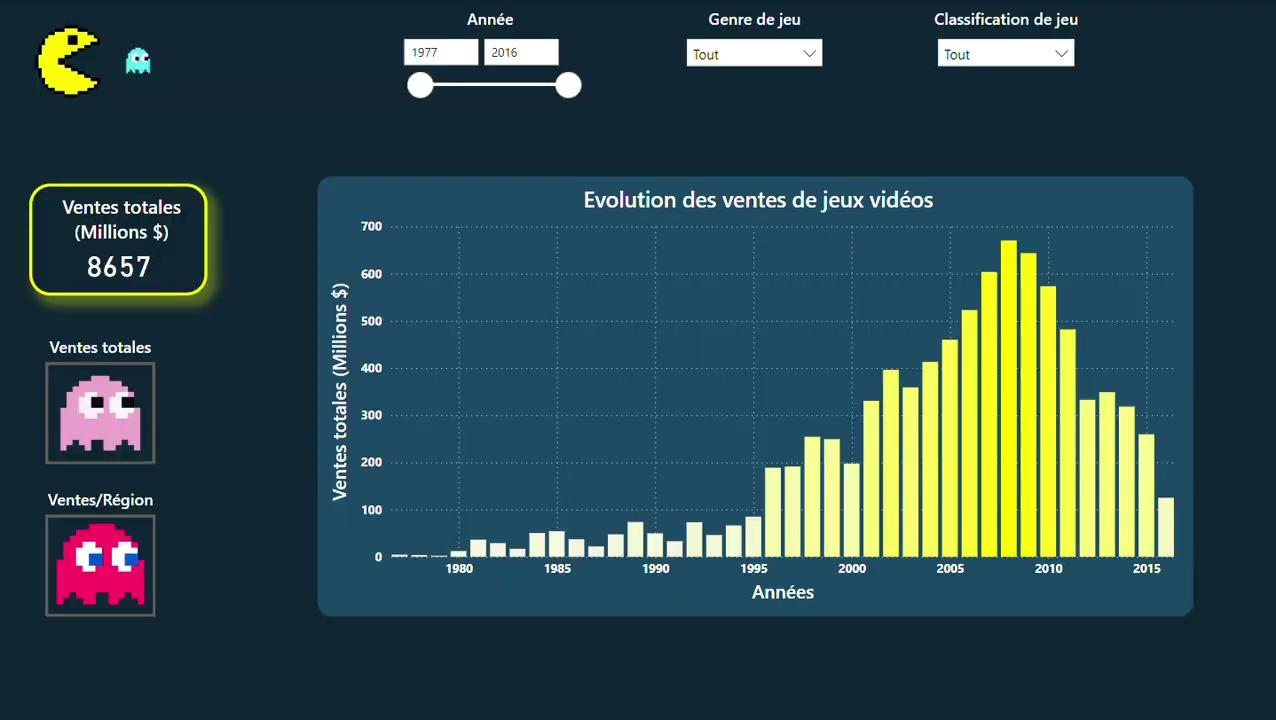 Année
Genre de jeu
Classification de jeu
1977
2016
Tout
Tout
Ventes totales
(Millions $)
8657
Ventes totales
Ventes/Région
Evolution des ventes de jeux vidéos
Ventes totales (Millions $)
700
600
500
400
300
200
100
0
1980
1985
1990
1995
2000
2005
2010
2015
Années